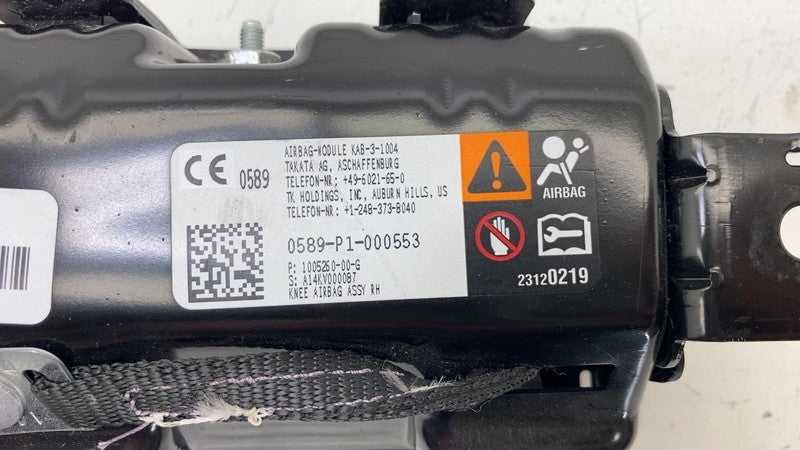 CE 0589
AIRBAG-MODULE KAB-3-1004
TAKATA AG, ASCHAFFENBURG
TELEFON-NR: +49-6021-65-0
TK HOLDINGS, INC, AUBURN HILLS, US
TELEFON-NR: +1-248-373-8040
0589-P1-000553
P: 1005260-00-G
S: A14KV000087
KNEE AIRBAG ASSY RH
AIRBAG
23120219